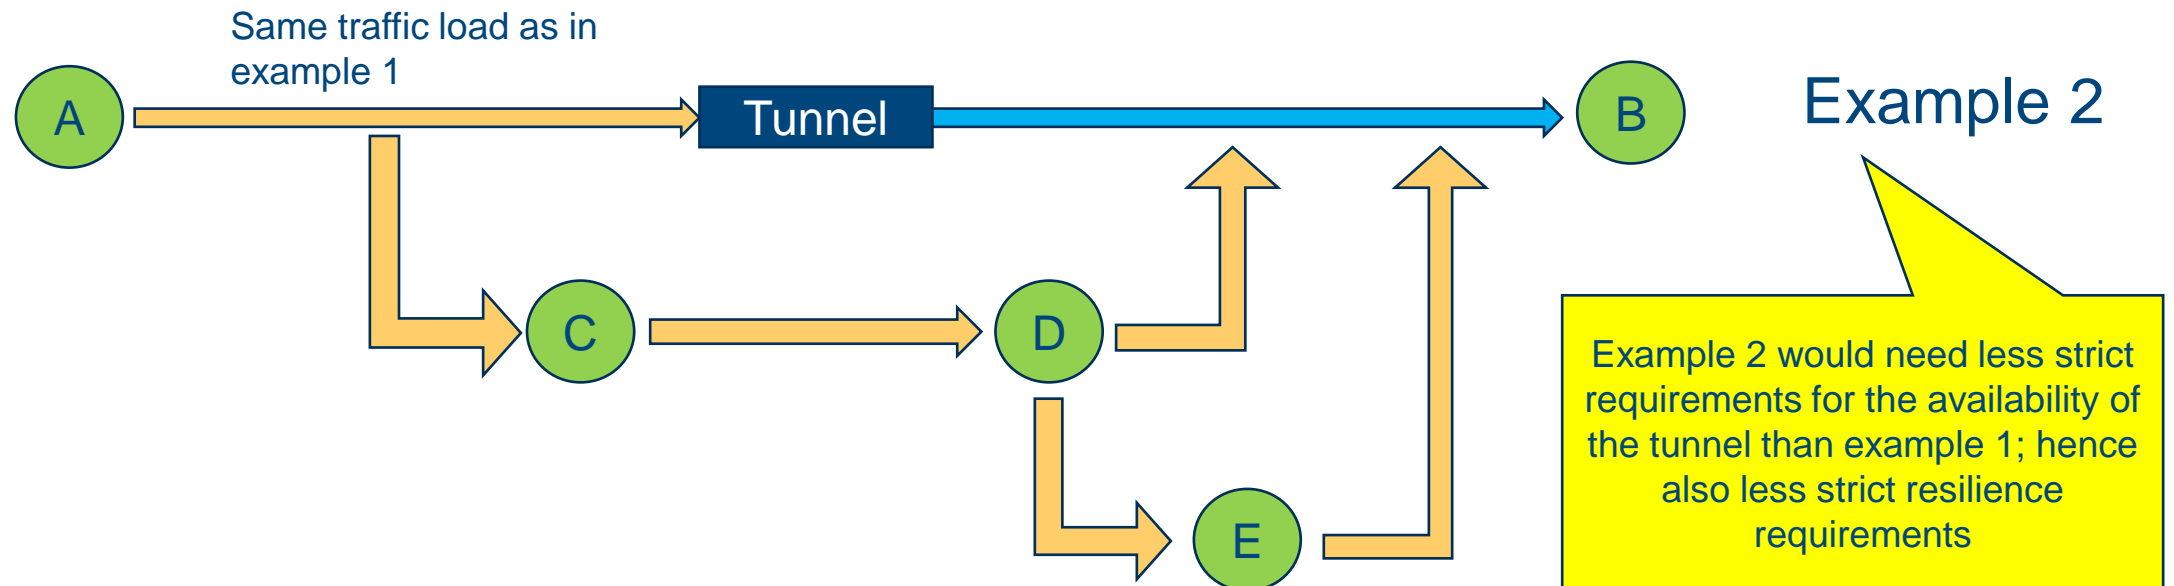 Same traffic load as in
example 1
A
Tunnel
B
Example 2
C
D
E
Example 2 would need less strict
requirements for the availability of
the tunnel than example 1; hence
also less strict resilience
requirements